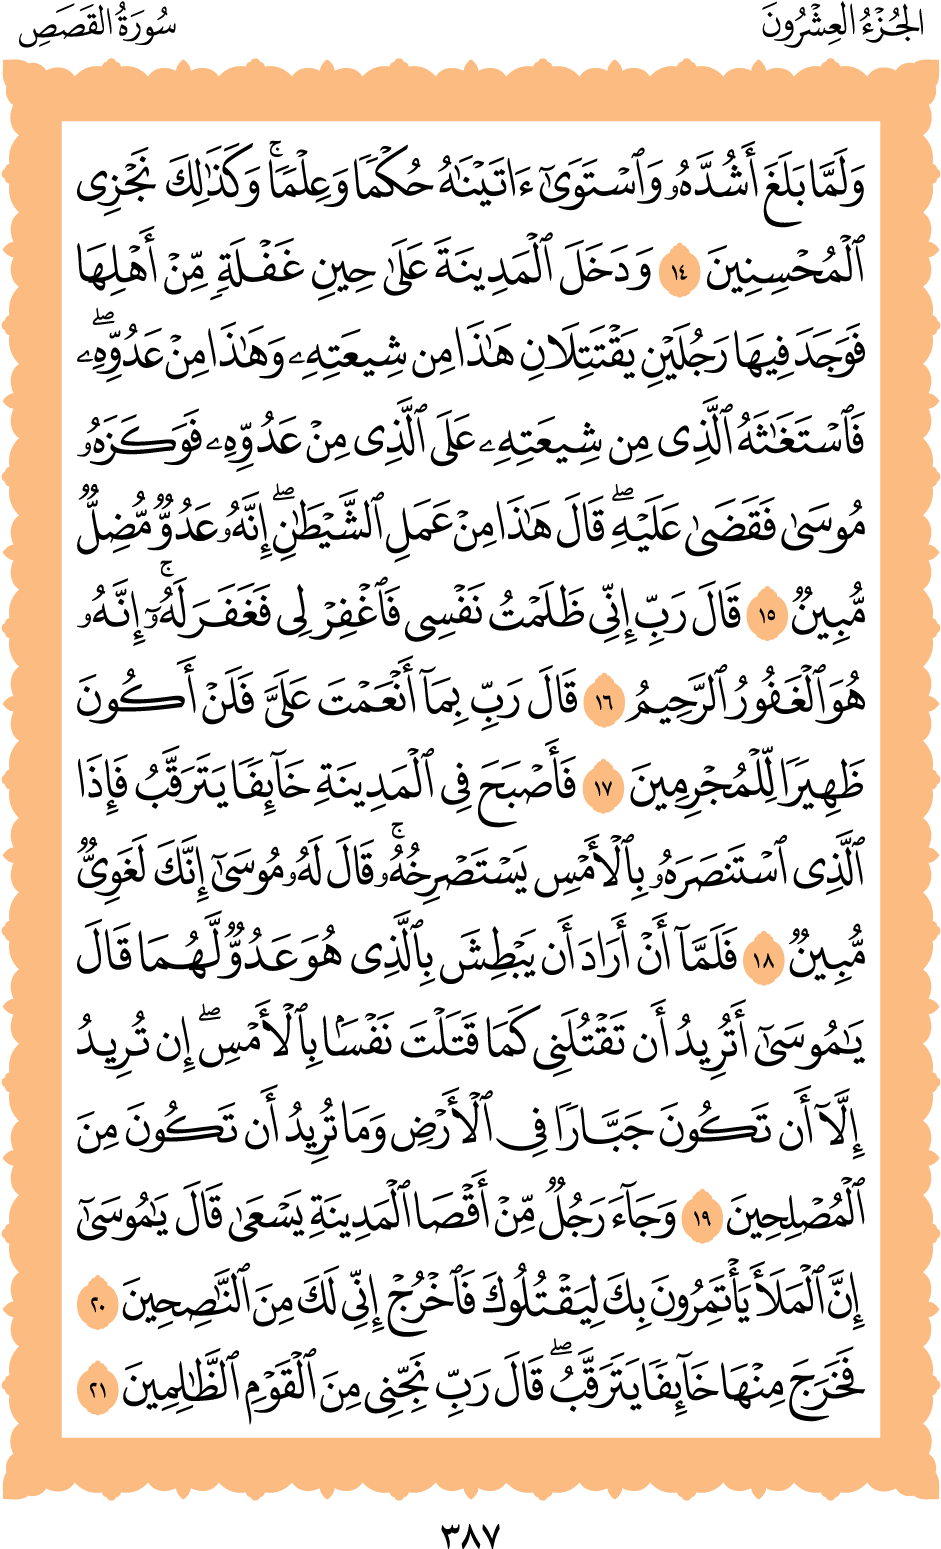 الجُزْءُ العِشْرُونَ
سُورَةُ القَصَصِ
وَلَمَّا بَلَغَ أَشُدَّهُۥ وَٱسْتَوَىٰٓ ءَاتَيْنَٰهُ حُكْمًا وَعِلْمًاۚ وَكَذَٰلِكَ نَجْزِى
ٱلْمُحْسِنِينَ ١٤ وَدَخَلَ ٱلْمَدِينَةَ عَلَىٰ حِينِ غَفْلَةٍ مِّنْ أَهْلِهَا
فَوَجَدَ فِيهَا رَجُلَيْنِ يَقْتَتِلَانِ هَٰذَا مِن شِيعَتِهِۦ وَهَٰذَا مِنْ عَدُوِّهِۦۖ
فَٱسْتَغَٰثَهُ ٱلَّذِى مِن شِيعَتِهِۦ عَلَى ٱلَّذِى مِنْ عَدُوِّهِۦ فَوَكَزَهُۥ
مُوسَىٰ فَقَضَىٰ عَلَيْهِۖ قَالَ هَٰذَا مِنْ عَمَلِ ٱلشَّيْطَٰنِۖ إِنَّهُۥ عَدُوٌّ مُّضِلٌّ
مُّبِينٌ ١٥ قَالَ رَبِّ إِنِّى ظَلَمْتُ نَفْسِى فَٱغْفِرْ لِى فَغَفَرَ لَهُۥٓۚ إِنَّهُۥ
هُوَ ٱلْغَفُورُ ٱلرَّحِيمُ ١٦ قَالَ رَبِّ بِمَآ أَنْعَمْتَ عَلَىَّ فَلَنْ أَكُونَ
ظَهِيرًا لِّلْمُجْرِمِينَ ١٧ فَأَصْبَحَ فِى ٱلْمَدِينَةِ خَآئِفًا يَتَرَقَّبُ فَإِذَا
ٱلَّذِى ٱسْتَنصَرَهُۥ بِٱلْأَمْسِ يَسْتَصْرِخُهُۥۚ قَالَ لَهُۥ مُوسَىٰٓ إِنَّكَ لَغَوِىٌّ
مُّبِينٌ ١٨ فَلَمَّآ أَنْ أَرَادَ أَن يَبْطِشَ بِٱلَّذِى هُوَ عَدُوٌّ لَّهُمَا قَالَ
يَٰمُوسَىٰٓ أَتُرِيدُ أَن تَقْتُلَنِى كَمَا قَتَلْتَ نَفْسًۢا بِٱلْأَمْسِۖ إِن تُرِيدُ
إِلَّآ أَن تَكُونَ جَبَّارًا فِى ٱلْأَرْضِ وَمَا تُرِيدُ أَن تَكُونَ مِنَ
ٱلْمُصْلِحِينَ ١٩ وَجَآءَ رَجُلٌ مِّنْ أَقْصَا ٱلْمَدِينَةِ يَسْعَىٰ قَالَ يَٰمُوسَىٰٓ
إِنَّ ٱلْمَلَأَ يَأْتَمِرُونَ بِكَ لِيَقْتُلُوكَ فَٱخْرُجْ إِنِّى لَكَ مِنَ ٱلنَّٰصِحِينَ ٢٠
فَخَرَجَ مِنْهَا خَآئِفًا يَتَرَقَّبُۖ قَالَ رَبِّ نَجِّنِى مِنَ ٱلْقَوْمِ ٱلظَّٰلِمِينَ ٢١
٣٨٧